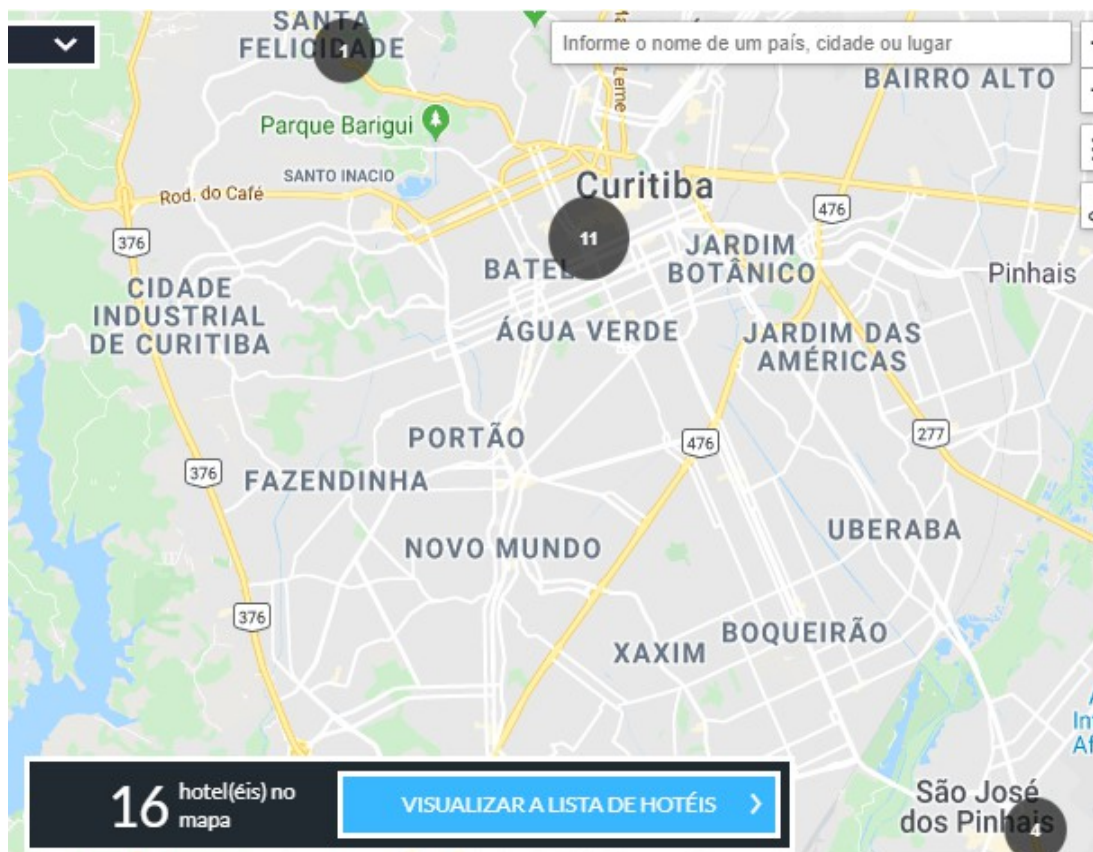 SANTA
FELICIDADE
1
Informe o nome de um país, cidade ou lugar
BAIRRO ALTO
Leme
Parque Barigui
SANTO INACIO
Rod. do Café
Curitiba
476
376
11
BATEL
JARDIM
BOTÂNICO
Pinhais
CIDADE
INDUSTRIAL
DE CURITIBA
ÁGUA VERDE
JARDIM DAS
AMÉRICAS
PORTÃO
476
277
376
FAZENDINHA
NOVO MUNDO
UBERABA
376
BOQUEIRÃO
XAXIM
São José
dos Pinhais
4
16
hotel(éis) no
mapa
VISUALIZAR A LISTA DE HOTÉIS